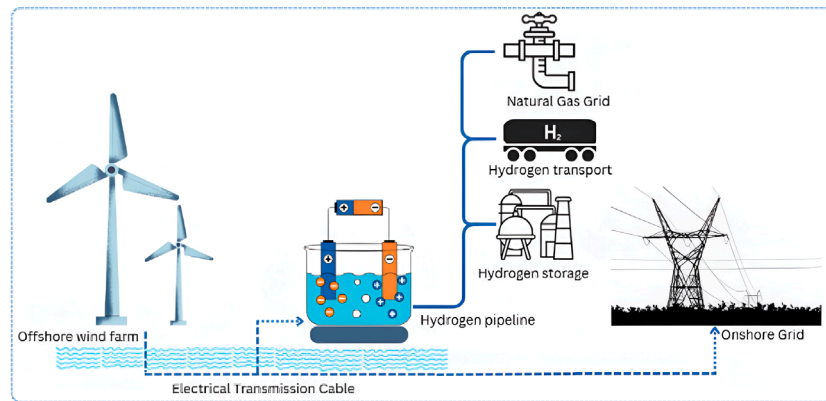 Natural Gas Grid
H₂
Hydrogen transport
Hydrogen storage
Hydrogen pipeline
Offshore wind farm
Onshore Grid
Electrical Transmission Cable